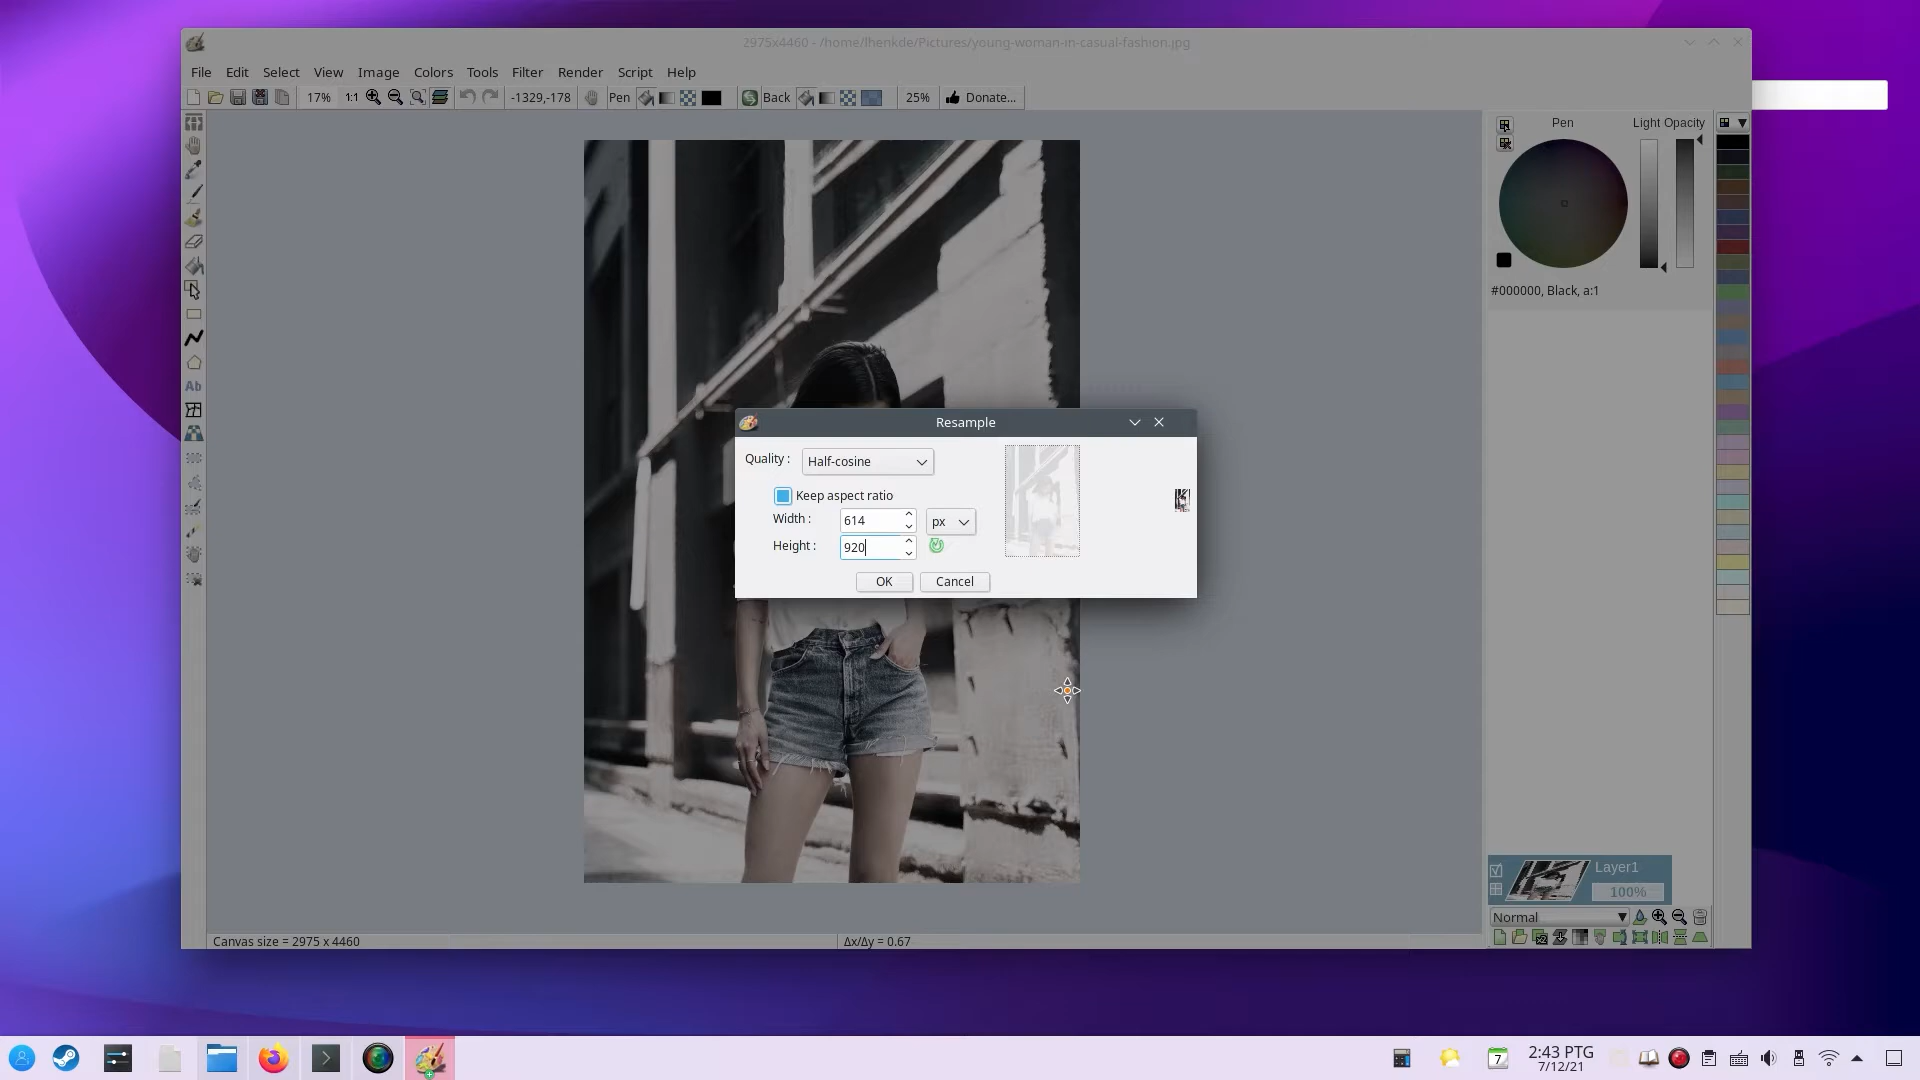 2975x4460 - /home/lhenkde/Pictures/young-woman-in-casual-fashion.jpg
File Edit Select View Image Colors Tools Filter Render Script Help
17% 1:1 -1329,-178 Pen Back 25% Donate...
Pen Light Opacity
Ab
#000000, Black, a:1
Resample
Quality : Half-cosine
Keep aspect ratio
Width : 614 px
Height : 920
OK Cancel
Layer1
100%
Normal
Canvas size = 2975 x 4460 Δx/Δy = 0.67
7 2:43 PTG
7/12/21